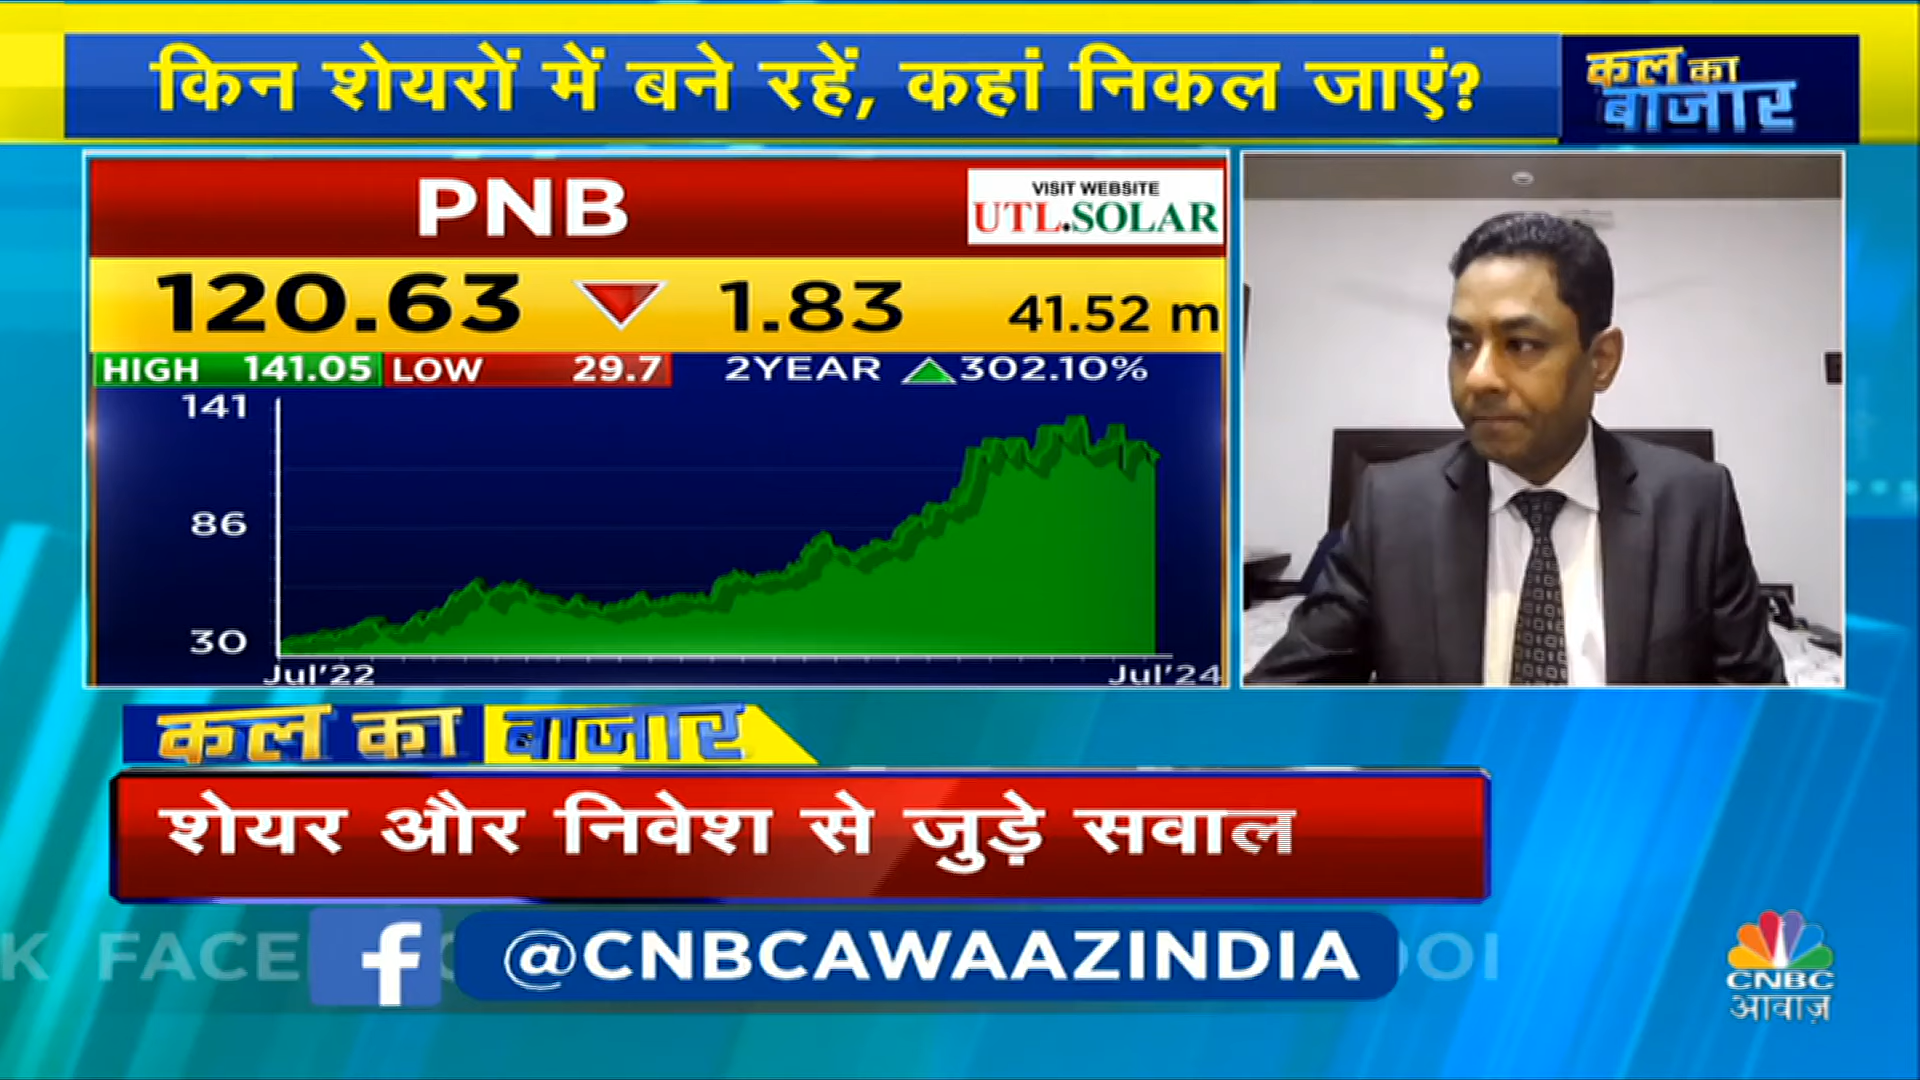 किन शेयरों में बने रहें, कहां निकल जाएं?
कल का
बाजार
PNB
VISIT WEBSITE
UTL.SOLAR
120.63 1.83 41.52 m
HIGH 141.05 LOW 29.7 2YEAR 302.10%
141
86
30
Jul'22 Jul'24
कल का बाजार
शेयर और निवेश से जुड़े सवाल
K FACE
f @CNBCAWAAZINDIA
CNBC
आवाज़